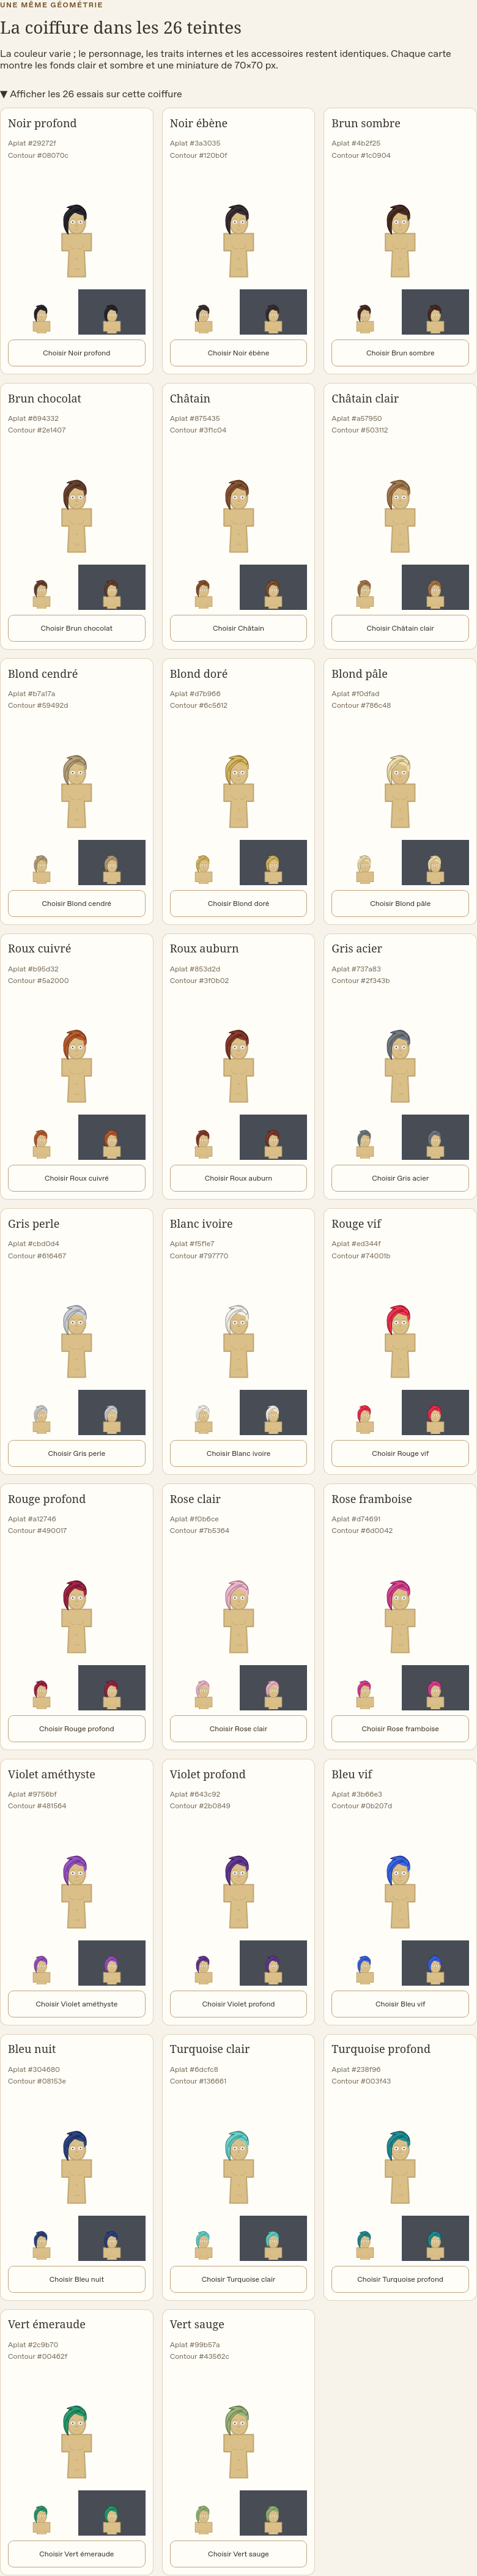 UNE MÊME GÉOMÉTRIE
La coiffure dans les 26 teintes
La couleur varie ; le personnage, les traits internes et les accessoires restent identiques. Chaque carte
montre les fonds clair et sombre et une miniature de 70×70 px.
▼ Afficher les 26 essais sur cette coiffure
Noir profond
Aplat #29272f
Contour #08070c
Choisir Noir profond
Noir ébène
Aplat #3a3035
Contour #120b0f
Choisir Noir ébène
Brun sombre
Aplat #4b2f25
Contour #1c0904
Choisir Brun sombre
Brun chocolat
Aplat #694332
Contour #2e1407
Choisir Brun chocolat
Châtain
Aplat #875435
Contour #3f1c04
Choisir Châtain
Châtain clair
Aplat #a57950
Contour #503112
Choisir Châtain clair
Blond cendré
Aplat #b7a17a
Contour #59492d
Choisir Blond cendré
Blond doré
Aplat #d7b966
Contour #6c5612
Choisir Blond doré
Blond pâle
Aplat #f0dfad
Contour #786c48
Choisir Blond pâle
Roux cuivré
Aplat #b95d32
Contour #5a2000
Choisir Roux cuivré
Roux auburn
Aplat #853d2d
Contour #3f0b02
Choisir Roux auburn
Gris acier
Aplat #737a83
Contour #2f343b
Choisir Gris acier
Gris perle
Aplat #cbd0d4
Contour #616467
Choisir Gris perle
Blanc ivoire
Aplat #f5f1e7
Contour #797770
Choisir Blanc ivoire
Rouge vif
Aplat #ed344f
Contour #74001b
Choisir Rouge vif
Rouge profond
Aplat #a12746
Contour #490017
Choisir Rouge profond
Rose clair
Aplat #f0b6ce
Contour #7b5364
Choisir Rose clair
Rose framboise
Aplat #d74691
Contour #6d0042
Choisir Rose framboise
Violet améthyste
Aplat #9756bf
Contour #481564
Choisir Violet améthyste
Violet profond
Aplat #643c92
Contour #2b0849
Choisir Violet profond
Bleu vif
Aplat #3b66e3
Contour #0b207d
Choisir Bleu vif
Bleu nuit
Aplat #304680
Contour #08153e
Choisir Bleu nuit
Turquoise clair
Aplat #6dcfc8
Contour #136661
Choisir Turquoise clair
Turquoise profond
Aplat #238f96
Contour #003f43
Choisir Turquoise profond
Vert émeraude
Aplat #2c9b70
Contour #00462f
Choisir Vert émeraude
Vert sauge
Aplat #99b57a
Contour #43562c
Choisir Vert sauge